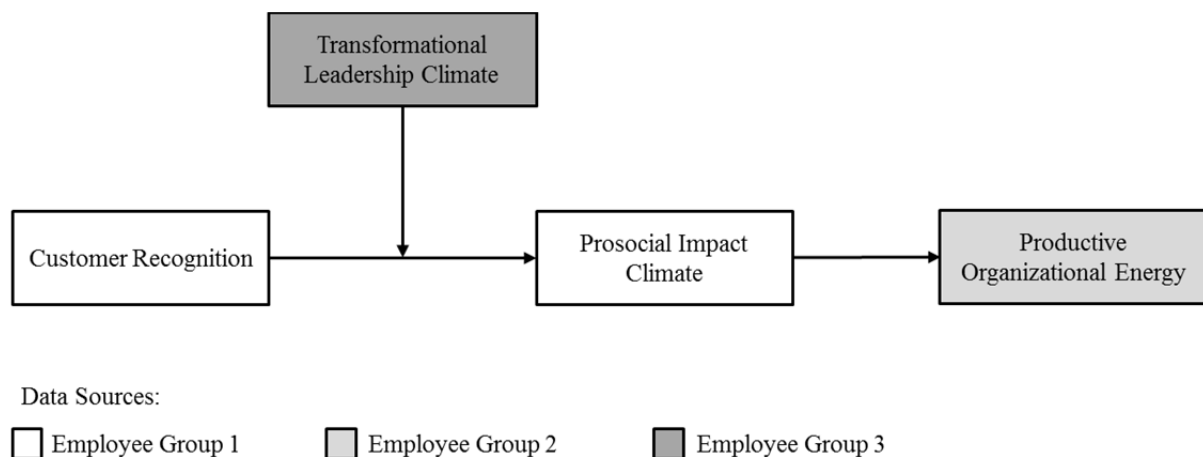 Transformational
Leadership Climate
Customer Recognition
Prosocial Impact
Climate
Productive
Organizational Energy
Data Sources:
Employee Group 1
Employee Group 2
Employee Group 3